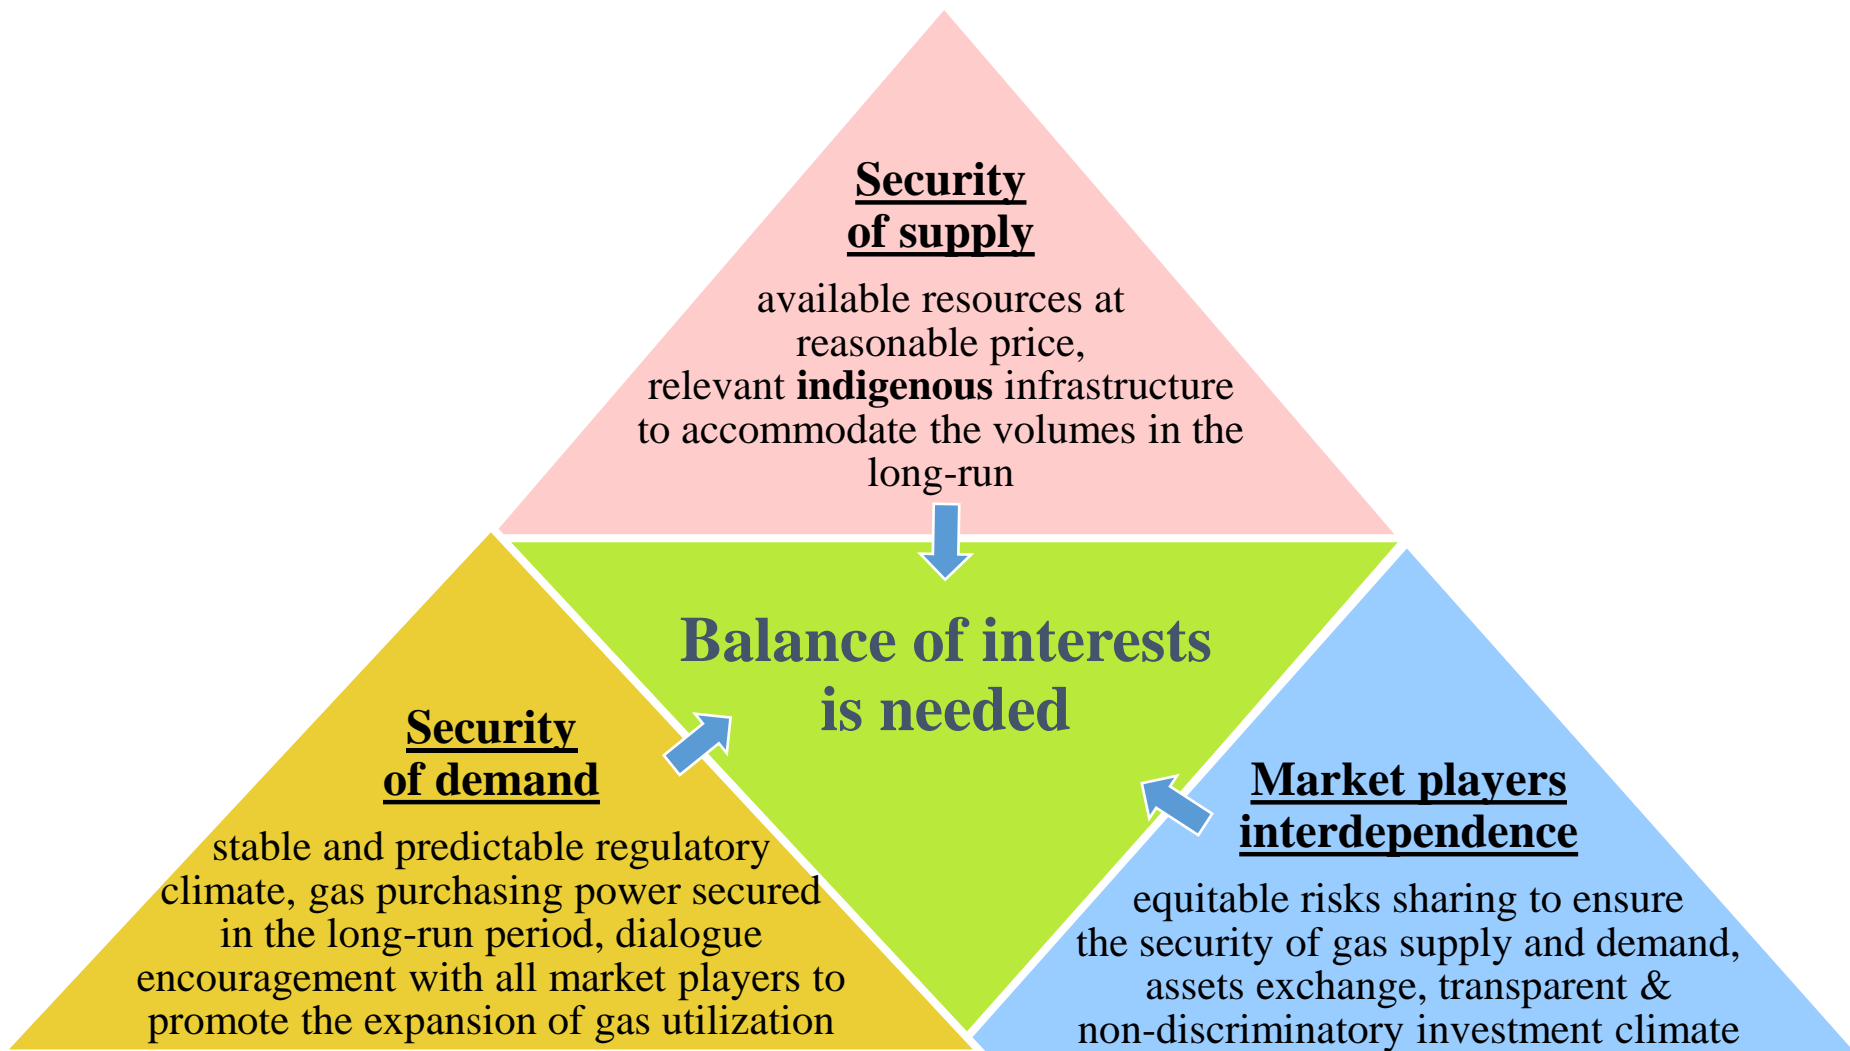 Security
of supply
available resources at
reasonable price,
relevant indigenous infrastructure
to accommodate the volumes in the
long-run
Balance of interests
is needed
Security
of demand
stable and predictable regulatory
climate, gas purchasing power secured
in the long-run period, dialogue
encouragement with all market players to
promote the expansion of gas utilization
Market players
interdependence
equitable risks sharing to ensure
the security of gas supply and demand,
assets exchange, transparent &
non-discriminatory investment climate